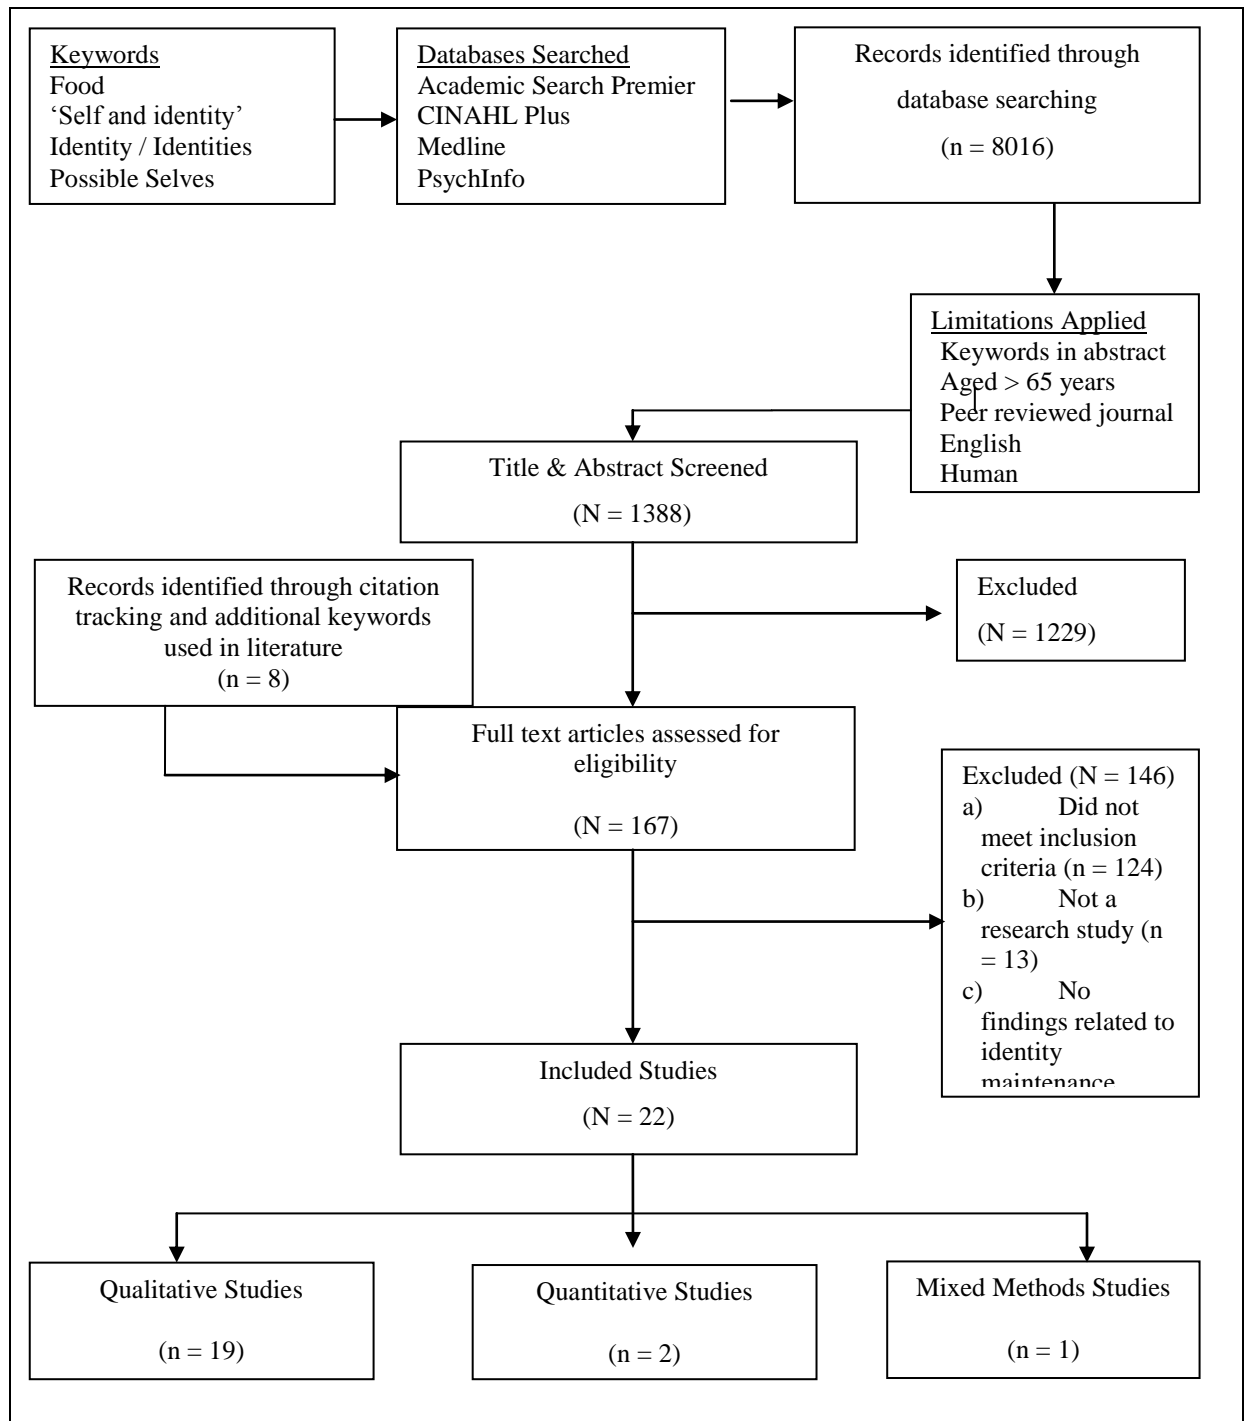 Keywords
Food
‘Self and identity’
Identity / Identities
Possible Selves
Databases Searched
Academic Search Premier
CINAHL Plus
Medline
PsychInfo
Records identified through
database searching
(n = 8016)
Limitations Applied
Keywords in abstract
Aged > 65 years
Peer reviewed journal
English
Human
Title & Abstract Screened
(N = 1388)
Records identified through citation
tracking and additional keywords
used in literature
(n = 8)
Excluded
(N = 1229)
Full text articles assessed for
eligibility
(N = 167)
Excluded (N = 146)
a) Did not
meet inclusion
criteria (n = 124)
b) Not a
research study (n
= 13)
c) No
findings related to
identity
maintenance
Included Studies
(N = 22)
Qualitative Studies
(n = 19)
Quantitative Studies
(n = 2)
Mixed Methods Studies
(n = 1)